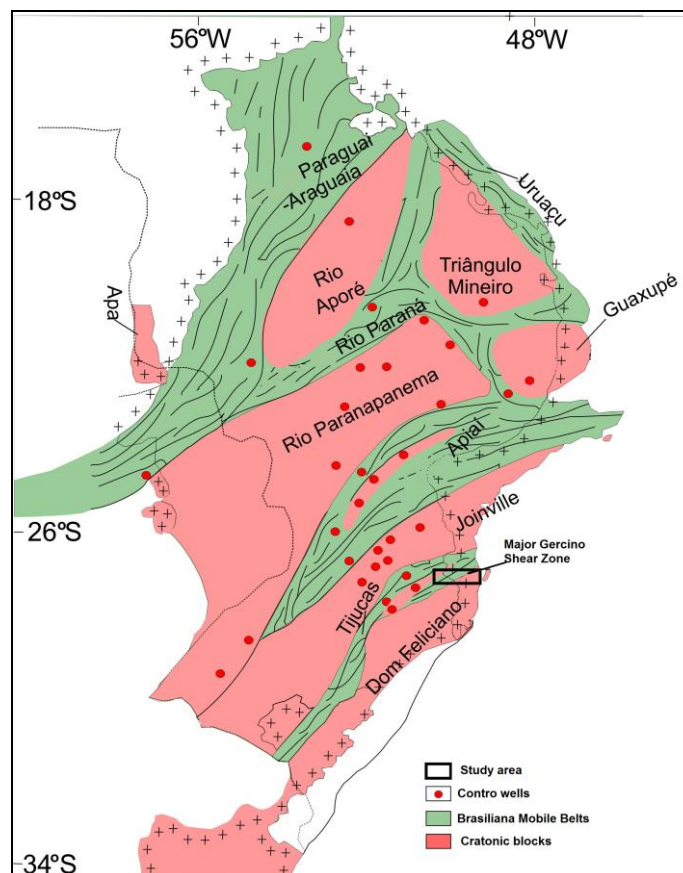 56ºW
48ºW
18ºS
Paraguai
-Araguaia
Uruaçu
Rio
Aporé
Triângulo
Mineiro
Apa
Rio Paraná
Guaxupé
Rio Paranapanema
Apiaí
26ºS
Joinville
Major Gercino
Shear Zone
Tijucas
Dom Feliciano
Study area
Contro wells
Brasiliana Mobile Belts
Cratonic blocks
34ºS